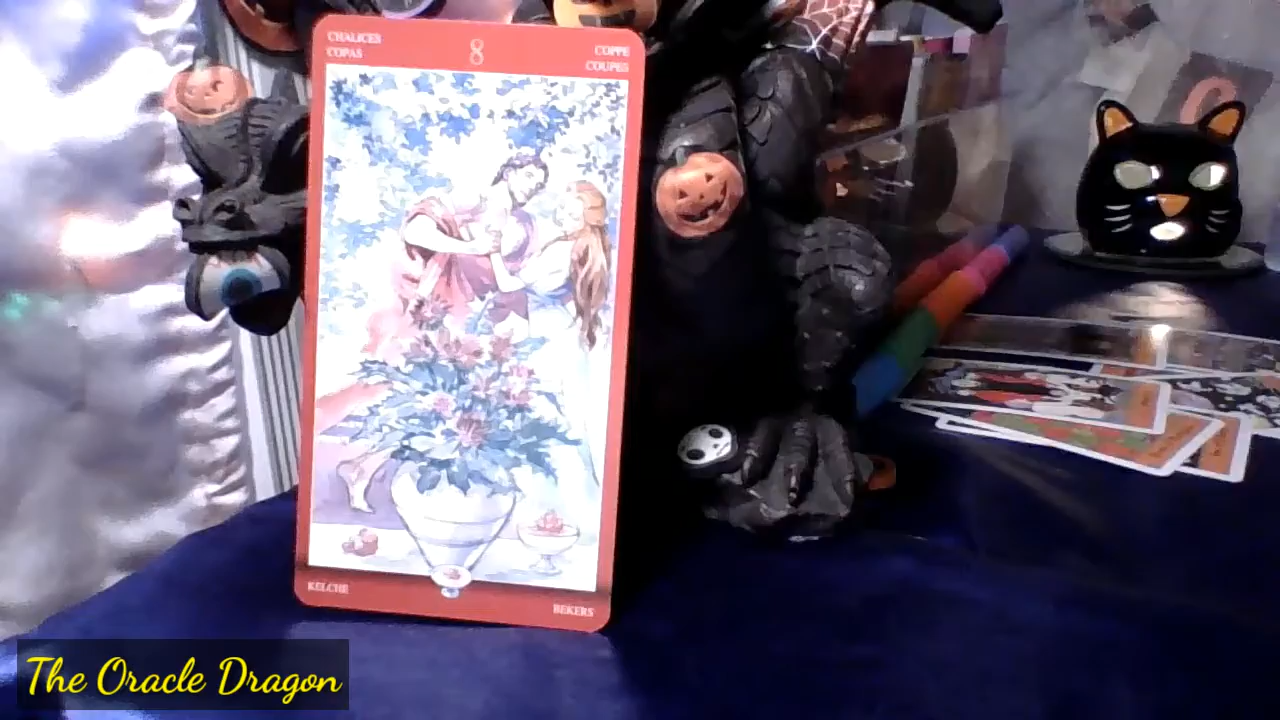 CHALICES
COPAS
8
COPPE
COUPES
KELCHE
BEKERS
The Oracle Dragon